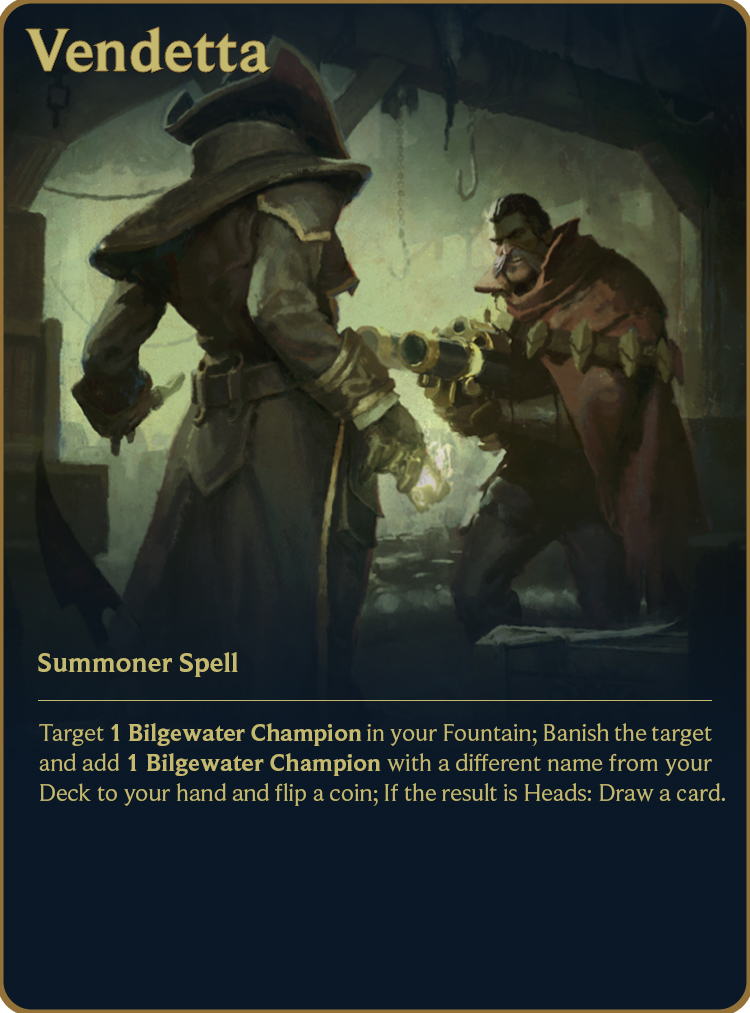 Vendetta
Summoner Spell
Target 1 Bilgewater Champion in your Fountain; Banish the target
and add 1 Bilgewater Champion with a different name from your
Deck to your hand and flip a coin; If the result is Heads: Draw a card.